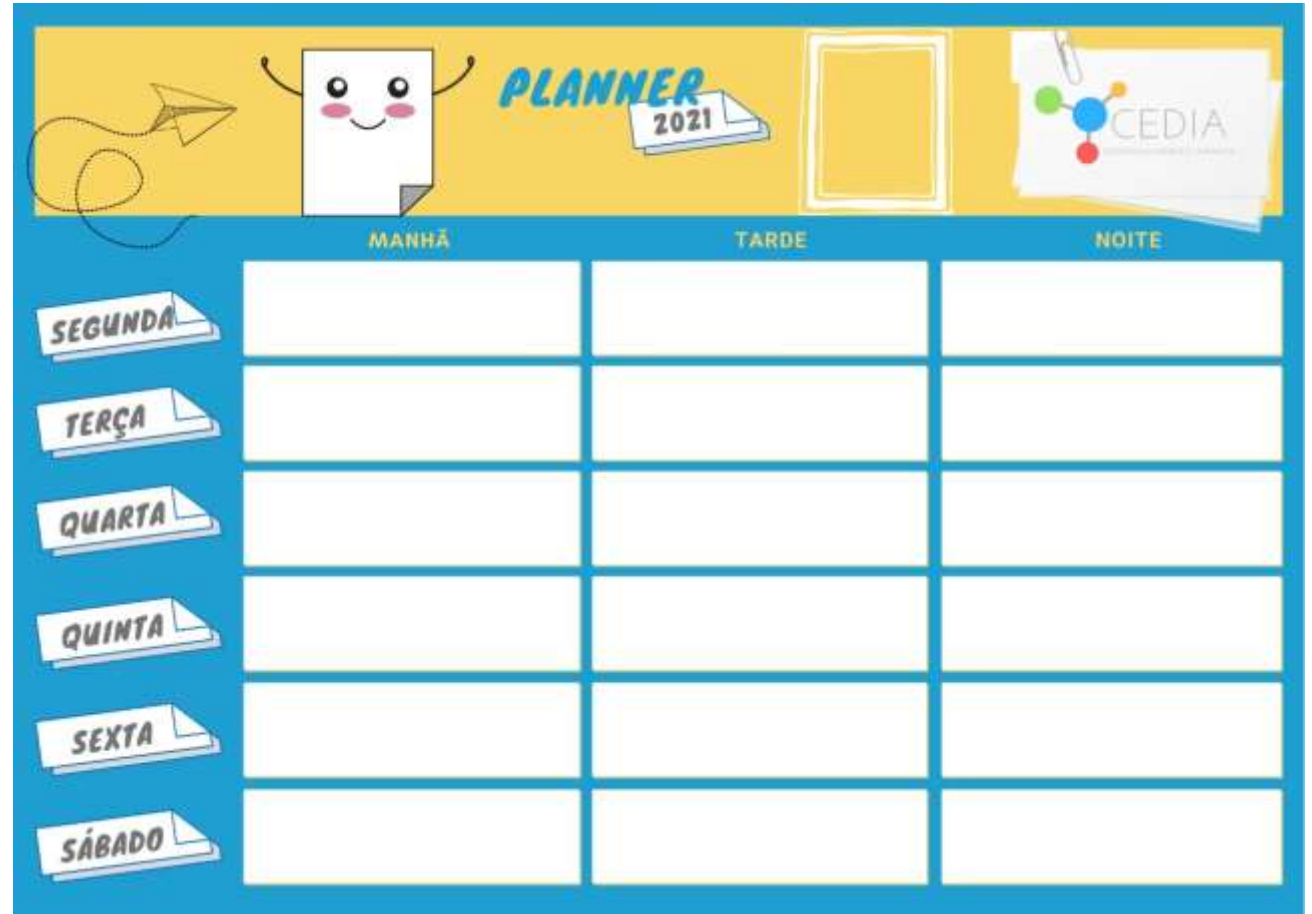 PLANNER
2021
CEDIA
MANHÃ TARDE NOITE
SEGUNDA
TERÇA
QUARTA
QUINTA
SEXTA
SÁBADO